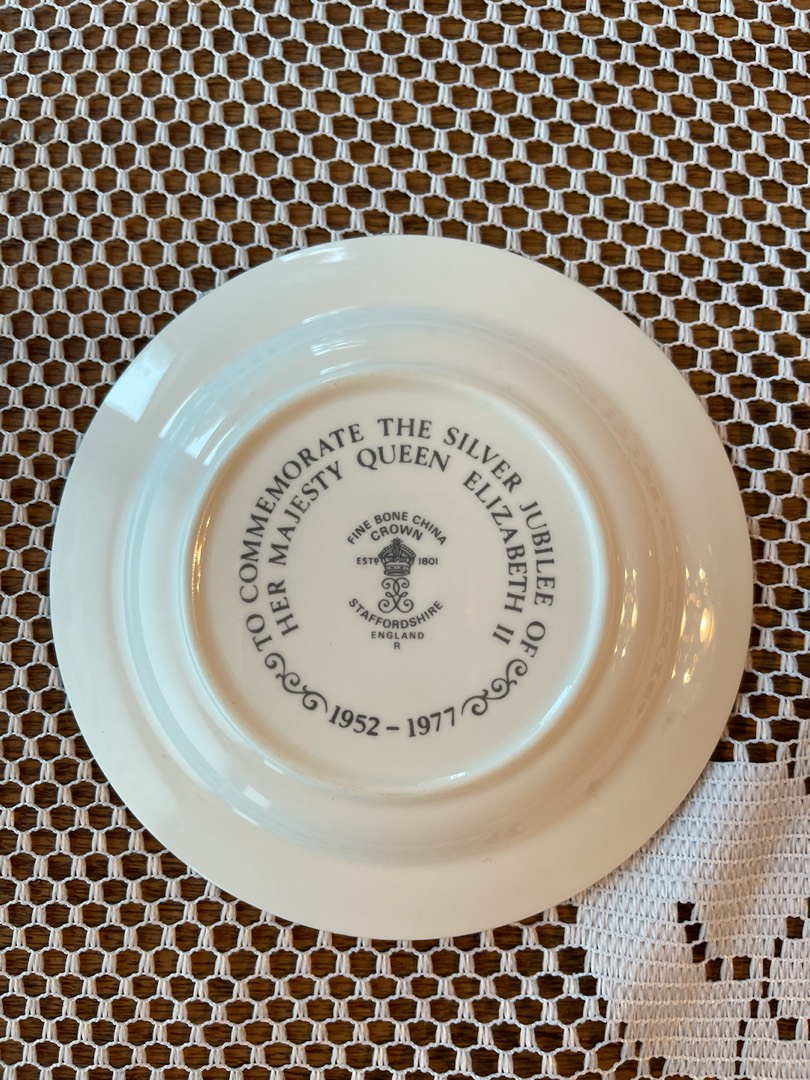 TO COMMEMORATE THE SILVER JUBILEE OF
HER MAJESTY QUEEN ELIZABETH II
FINE BONE CHINA
CROWN
ESTD 1801
STAFFORDSHIRE
ENGLAND
R
1952 – 1977